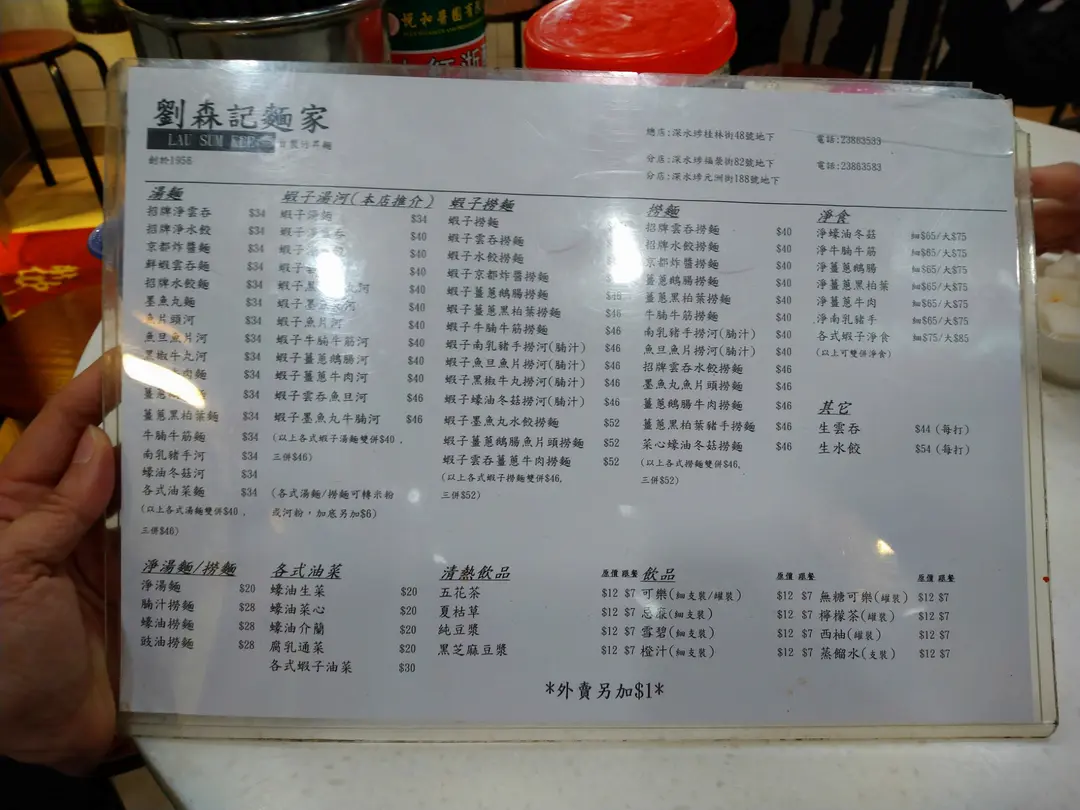 劉森記麵家
LAU SUM
創於1956
總店:深水埗桂林街48號地下
電話:23863533
分店:深水埗福榮街82號地下
電話:23863583
分店:深水埗元洲街188號地下
湯麵
招牌淨雲吞 $34
招牌淨水餃 $34
京都炸醬麵 $34
鮮蝦雲吞麵 $34
招牌水餃麵 $34
墨魚丸麵 $34
魚片頭河 $34
魚旦魚片河 $34
黑椒牛丸河 $34
肉麵 $34
薑蔥 $34
薑蔥黑柏葉麵 $34
牛腩牛筋麵 $34
南乳豬手河 $34
蠔油冬菇河 $34
各式油菜麵 $34
(以上各式湯麵雙併$40,
三併$46)
蝦子湯河(本店推介)
蝦子湯麵 $34
蝦子 $40
蝦子 $40
蝦子 $40
蝦子 河 $40
蝦子 河 $40
蝦子魚片河 $40
蝦子牛腩牛筋河 $40
蝦子薑蔥鵝腸河 $40
蝦子薑蔥牛肉河 $40
蝦子雲吞魚旦河 $46
蝦子墨魚丸牛腩河 $46
(以上各式蝦子湯麵雙併$40,
三併$46)
(各式湯麵/撈麵可轉米粉
或河粉,加底另加$6)
蝦子撈麵
蝦子撈麵
蝦子雲吞撈麵
蝦子水餃撈麵
蝦子京都炸醬撈麵
蝦子薑蔥鵝腸撈麵
蝦子薑蔥黑柏葉撈麵 $46
蝦子牛腩牛筋撈麵 $46
蝦子南乳豬手撈河(腩汁) $46
蝦子魚旦魚片撈河(腩汁) $46
蝦子黑椒牛丸撈河(腩汁) $46
蝦子蠔油冬菇撈河(腩汁) $46
蝦子墨魚丸水餃撈麵 $52
蝦子薑蔥鵝腸魚片頭撈麵 $52
蝦子雲吞薑蔥牛肉撈麵 $52
(以上各式蝦子撈麵雙併$46,
三併$52)
撈麵
招牌雲吞撈麵 $40
招牌水餃撈麵 $40
京都炸醬撈麵 $40
薑蔥鵝腸撈麵 $40
薑蔥黑柏葉撈麵 $40
牛腩牛筋撈麵 $40
南乳豬手撈河(腩汁) $40
魚旦魚片撈河(腩汁) $40
招牌雲吞水餃撈麵 $46
墨魚丸魚片頭撈麵 $46
薑蔥鵝腸牛肉撈麵 $46
薑蔥黑柏葉豬手撈麵 $46
菜心蠔油冬菇撈麵 $46
(以上各式撈麵雙併$46,
三併$52)
淨食
淨蠔油冬菇 細$65/大$75
淨牛腩牛筋 細$65/大$75
淨薑蔥鵝腸 細$65/大$75
淨薑蔥黑柏葉 細$65/大$75
淨薑蔥牛肉 細$65/大$75
淨南乳豬手 細$65/大$75
各式蝦子淨食 細$75/大$85
(以上可雙併淨食)
其它
生雲吞 $44(每打)
生水餃 $54(每打)
淨湯麵/撈麵
淨湯麵 $20
腩汁撈麵 $28
蠔油撈麵 $28
豉油撈麵 $28
各式油菜
蠔油生菜 $20
蠔油菜心 $20
蠔油介蘭 $20
腐乳通菜 $20
各式蝦子油菜 $30
清熱飲品 原價 跟餐
五花茶 $12 $7
夏枯草 $12 $7
純豆漿 $12 $7
黑芝麻豆漿 $12 $7
飲品 原價 跟餐
可樂(細支裝/罐裝) $12 $7
忌廉(細支裝) $12 $7
雪碧(細支裝) $12 $7
橙汁(細支裝) $12 $7
原價 跟餐
無糖可樂(罐裝) $12 $7
檸檬茶(罐裝) $12 $7
西柚(罐裝) $12 $7
蒸餾水(支裝) $12 $7
*外賣另加$1*